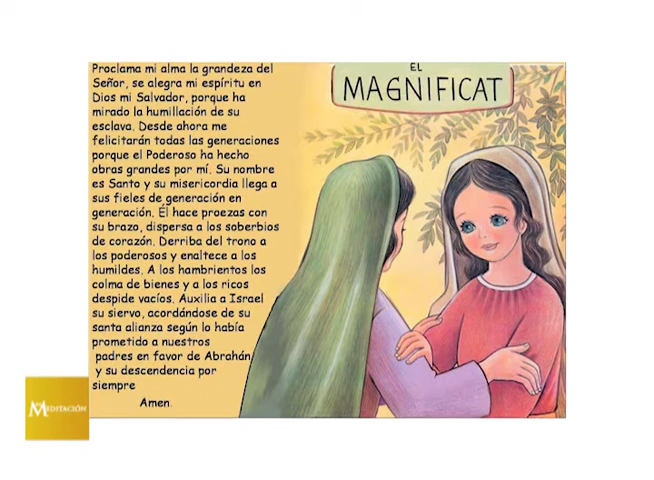 Proclama mi alma la grandeza del
Señor, se alegra mi espíritu en
Dios mi Salvador, porque ha
mirado la humillación de su
esclava. Desde ahora me
felicitarán todas las generaciones
porque el Poderoso ha hecho
obras grandes por mí. Su nombre
es Santo y su misericordia llega a
sus fieles de generación en
generación. Él hace proezas con
su brazo, dispersa a los soberbios
de corazón. Derriba del trono a
los poderosos y enaltece a los
humildes. A los hambrientos los
colma de bienes y a los ricos
despide vacíos. Auxilia a Israel
su siervo, acordándose de su
santa alianza según lo había
prometido a nuestros
padres en favor de Abrahán
y su descendencia por
siempre
Amen.
EL
MAGNIFICAT
MEDITACIÓN